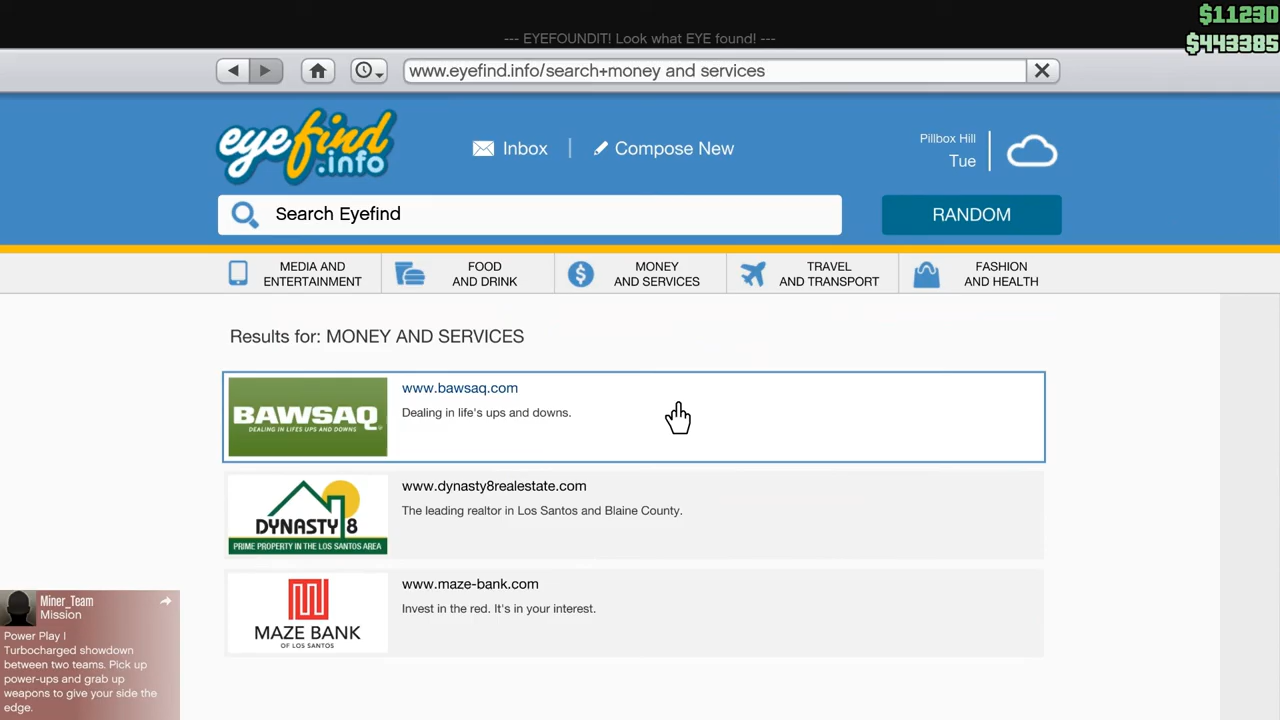 $11230
--- EYEFOUNDIT! Look what EYE found! ---
$443385
www.eyefind.info/search+money and services
eyefind
.info
Inbox
Compose New
Pillbox Hill
Tue
Search Eyefind
RANDOM
MEDIA AND
ENTERTAINMENT
FOOD
AND DRINK
MONEY
AND SERVICES
TRAVEL
AND TRANSPORT
FASHION
AND HEALTH
Results for: MONEY AND SERVICES
BAWSAQ
DEALING IN LIFES UPS AND DOWNS
www.bawsaq.com
Dealing in life's ups and downs.
DYNASTY 8
PRIME PROPERTY IN THE LOS SANTOS AREA
www.dynasty8realestate.com
The leading realtor in Los Santos and Blaine County.
MAZE BANK
OF LOS SANTOS
www.maze-bank.com
Invest in the red. It's in your interest.
Miner_Team
Mission
Power Play I
Turbocharged showdown
between two teams. Pick up
power-ups and grab up
weapons to give your side the
edge.